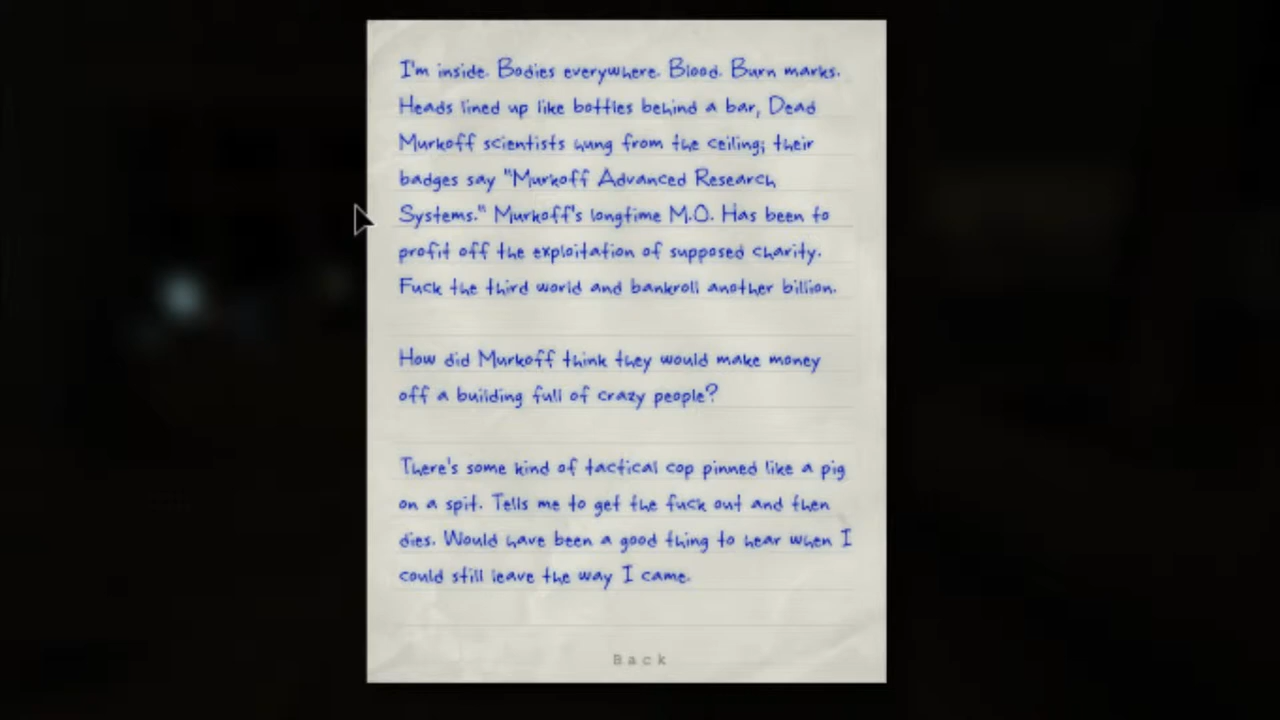 I'm inside. Bodies everywhere. Blood. Burn marks.
Heads lined up like bottles behind a bar, Dead
Murkoff scientists hung from the ceiling; their
badges say "Murkoff Advanced Research
Systems." Murkoff's longtime M.O. Has been to
profit off the exploitation of supposed charity.
Fuck the third world and bankroll another billion.
How did Murkoff think they would make money
off a building full of crazy people?
There's some kind of tactical cop pinned like a pig
on a spit. Tells me to get the fuck out and then
dies. Would have been a good thing to hear when I
could still leave the way I came.
Back